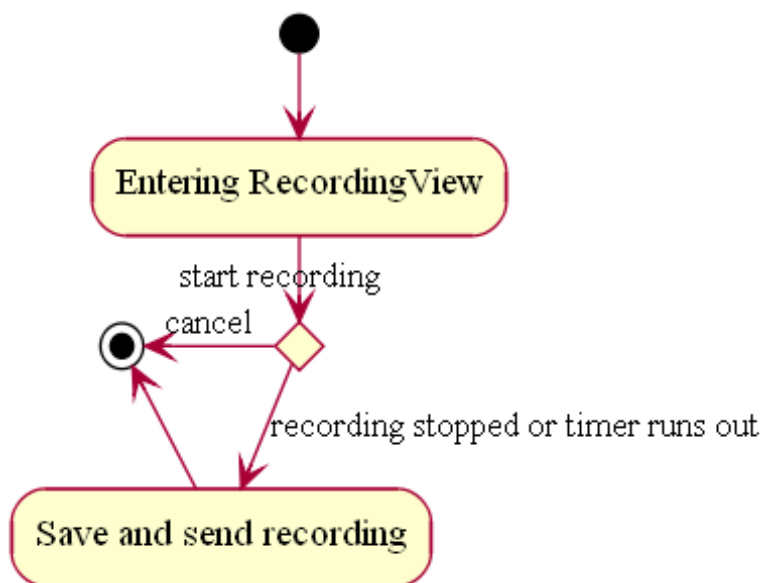 Entering RecordingView
start recording
cancel
recording stopped or timer runs out
Save and send recording